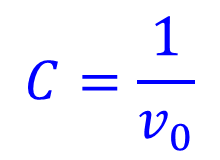 C = 1/v₀